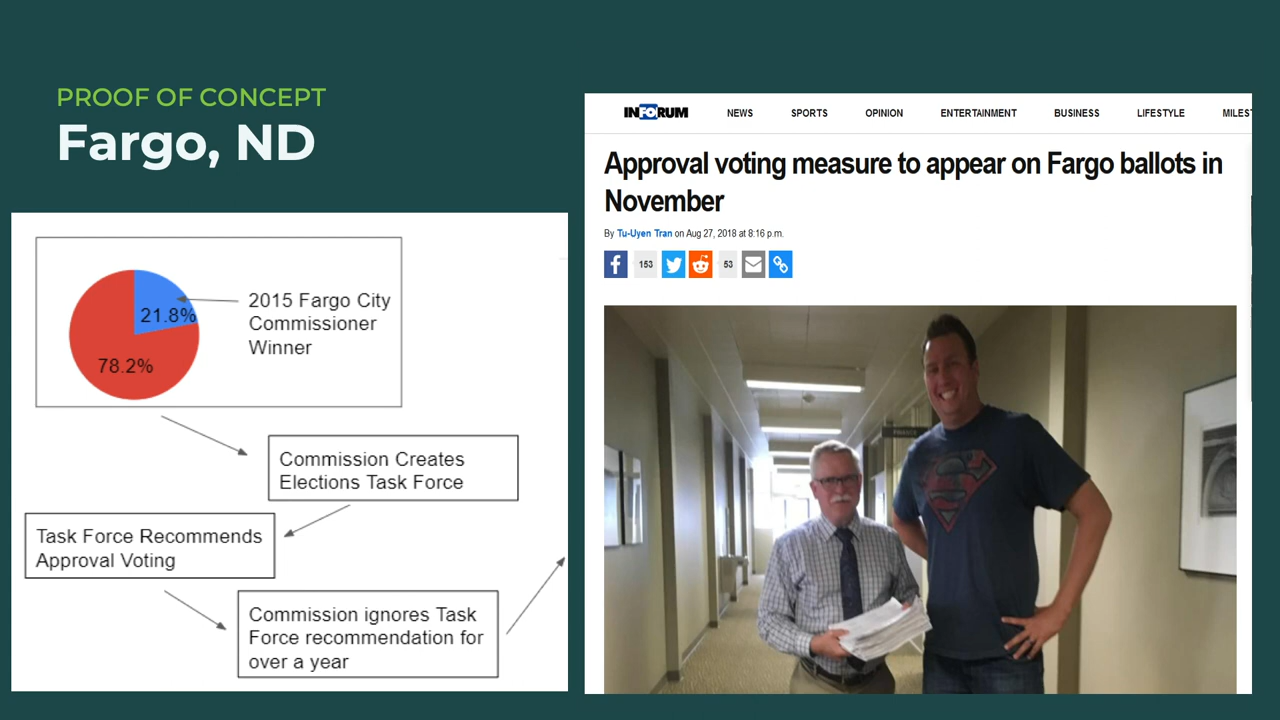 PROOF OF CONCEPT
Fargo, ND
21.8%
78.2%
2015 Fargo City
Commissioner
Winner
Commission Creates
Elections Task Force
Task Force Recommends
Approval Voting
Commission ignores Task
Force recommendation for
over a year
INFORUM NEWS SPORTS OPINION ENTERTAINMENT BUSINESS LIFESTYLE MILES
Approval voting measure to appear on Fargo ballots in
November
By Tu-Uyen Tran on Aug 27, 2018 at 8:16 p.m.
153 53